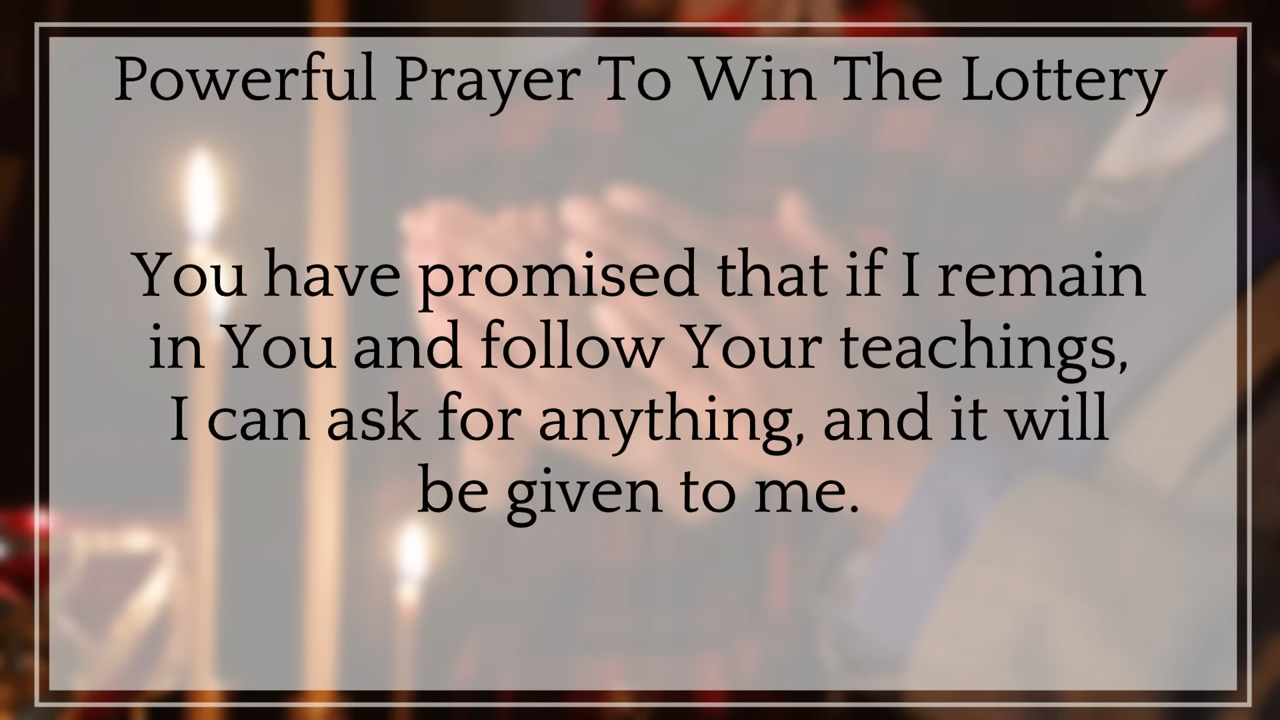 Powerful Prayer To Win The Lottery
You have promised that if I remain
in You and follow Your teachings,
I can ask for anything, and it will
be given to me.